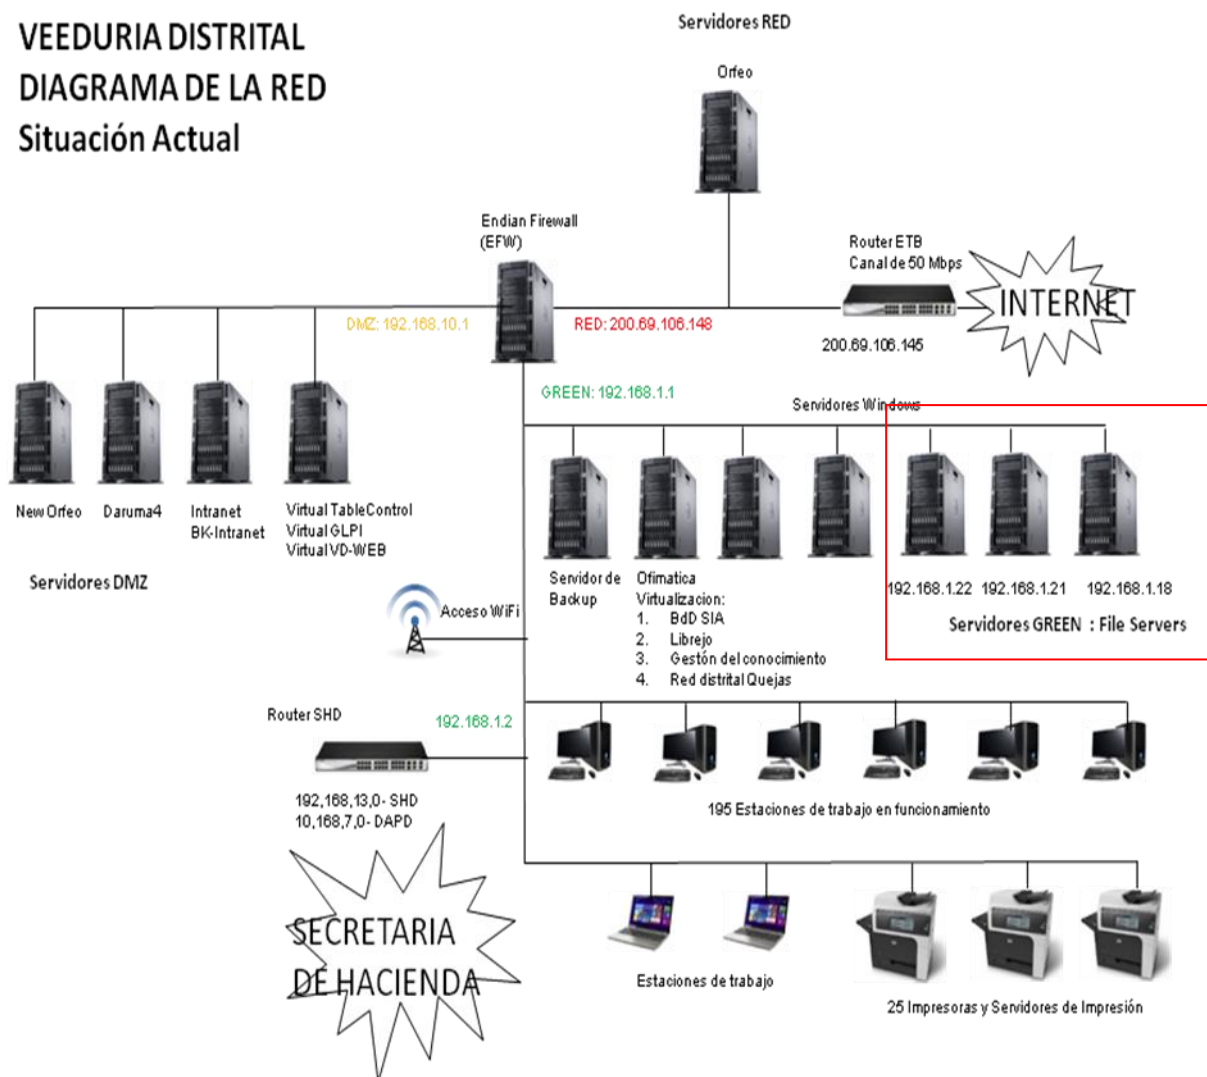 VEEDURIA DISTRITAL
DIAGRAMA DE LA RED
Situación Actual
Servidores RED
Orfeo
Endian Firewall
(EFW)
Router ETB
Canal de 50 Mbps
INTERNET
DMZ: 192.168.10.1
RED: 200.69.106.148
200.69.106.145
GREEN: 192.168.1.1
Servidores Windows
New Orfeo
Daruma4
Intranet
BK-Intranet
Virtual TableControl
Virtual GLPI
Virtual VD-WEB
Servidores DMZ
Servidor de
Backup
Ofimatica
Virtualizacion:
1. BdD SIA
2. Librejo
3. Gestión del conocimiento
4. Red distrital Quejas
192.168.1.22
192.168.1.21
192.168.1.18
Servidores GREEN : File Servers
Acceso WiFi
Router SHD
192.168.1.2
192,168,13,0- SHD
10,168,7,0- DAPD
195 Estaciones de trabajo en funcionamiento
SECRETARIA
DE HACIENDA
Estaciones de trabajo
25 Impresoras y Servidores de Impresión